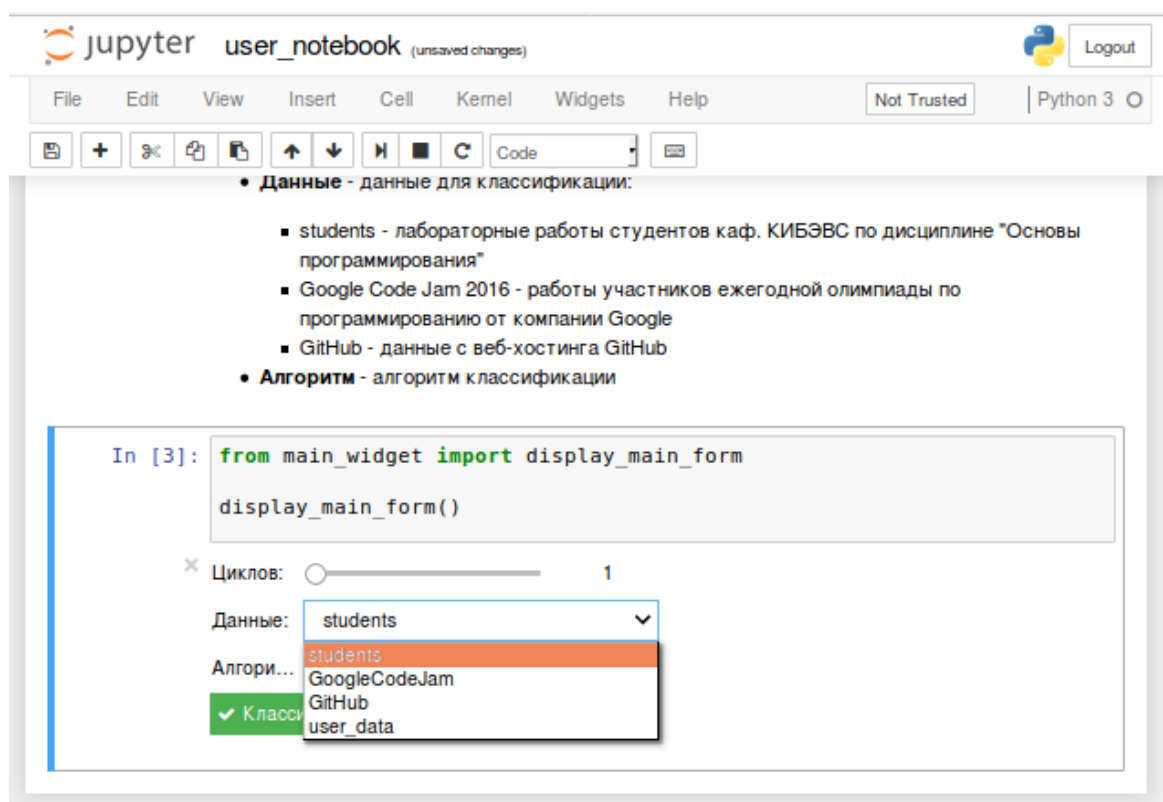 jupyter user_notebook (unsaved changes) Logout
File Edit View Insert Cell Kernel Widgets Help Not Trusted Python 3
Code
• Данные - данные для классификации:
▪ students - лабораторные работы студентов каф. КИБЭВС по дисциплине "Основы
программирования"
▪ Google Code Jam 2016 - работы участников ежегодной олимпиады по
программированию от компании Google
▪ GitHub - данные с веб-хостинга GitHub
• Алгоритм - алгоритм классификации
In [3]: from main_widget import display_main_form
display_main_form()
Циклов: 1
Данные: students
students
Алгори...
GoogleCodeJam
GitHub
✔ Класси
user_data